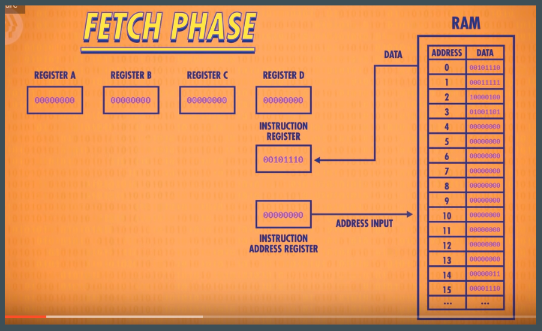 FETCH PHASE
RAM
DATA
REGISTER A
REGISTER B
REGISTER C
REGISTER D
00000000
00000000
00000000
00000000
INSTRUCTION
REGISTER
00101110
00000000
INSTRUCTION
ADDRESS REGISTER
ADDRESS INPUT
ADDRESS DATA
0 00101110
1 00011111
2 10000100
3 01001101
4 00000000
5 00000000
6 00000000
7 00000000
8 00000000
9 00000000
10 00000000
11 00000000
12 00000000
13 00000000
14 00000011
15 00001110
... ...